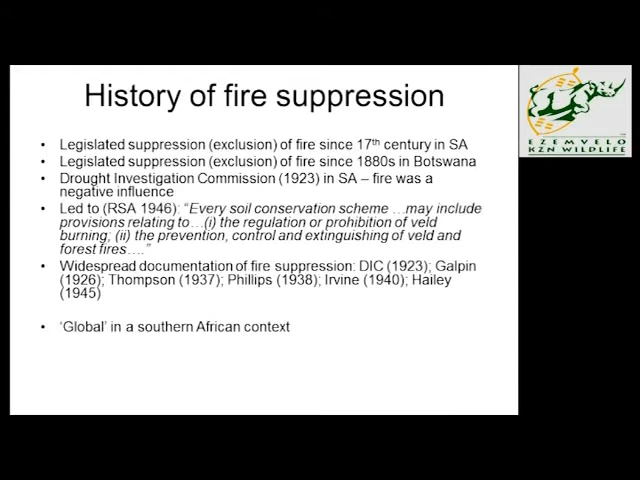 History of fire suppression
• Legislated suppression (exclusion) of fire since 17th century in SA
• Legislated suppression (exclusion) of fire since 1880s in Botswana
• Drought Investigation Commission (1923) in SA – fire was a
negative influence
• Led to (RSA 1946): “Every soil conservation scheme …may include
provisions relating to…(i) the regulation or prohibition of veld
burning; (ii) the prevention, control and extinguishing of veld and
forest fires….”
• Widespread documentation of fire suppression: DIC (1923); Galpin
(1926); Thompson (1937); Phillips (1938); Irvine (1940); Hailey
(1945)
• ‘Global’ in a southern African context
EZEMVELO
KZN WILDLIFE